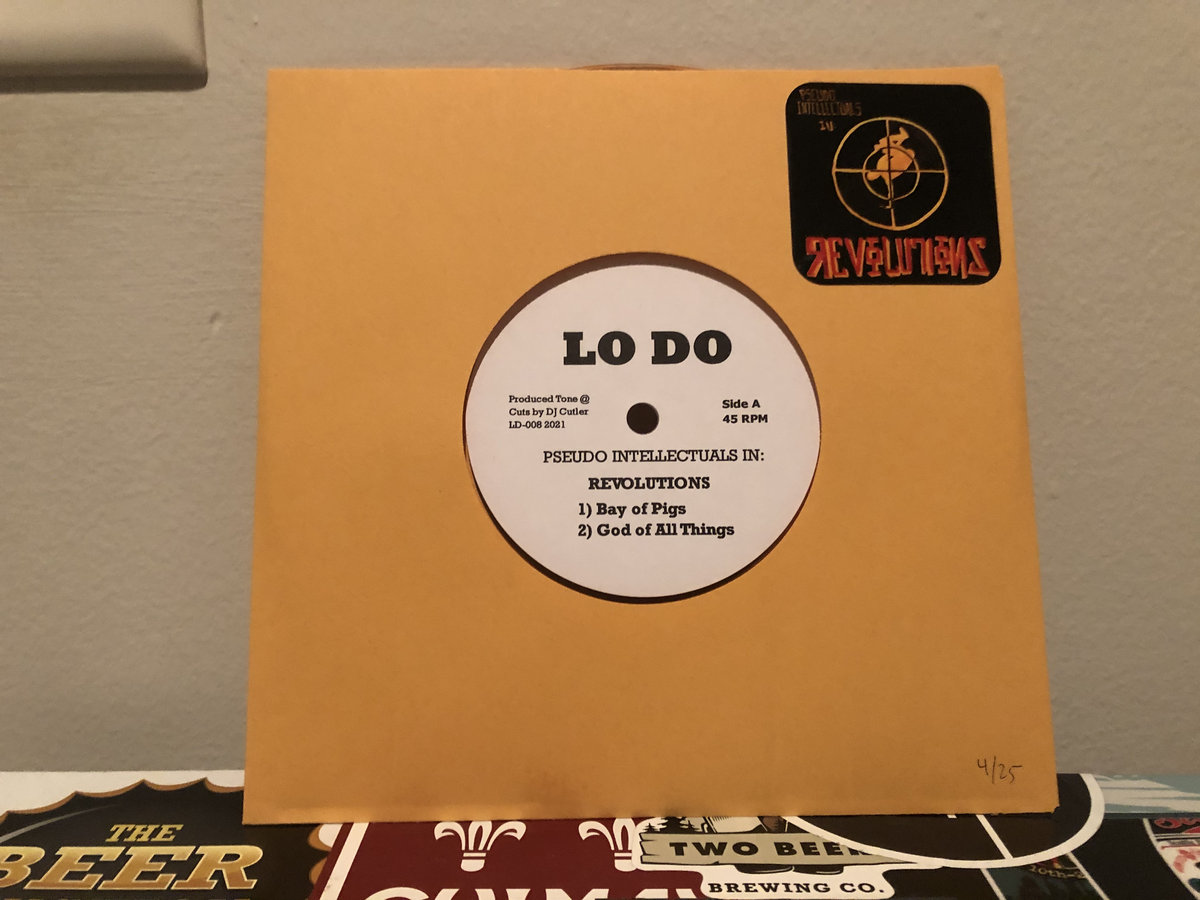 PSEUDO
INTELLECTUALS
IN
REVOLUTIONS
LO DO
Produced Tone @
Cuts by DJ Cutler
LD-008 2021
Side A
45 RPM
PSEUDO INTELLECTUALS IN:
REVOLUTIONS
1) Bay of Pigs
2) God of All Things
4/25
THE
BEER
TWO BEER
BREWING CO.